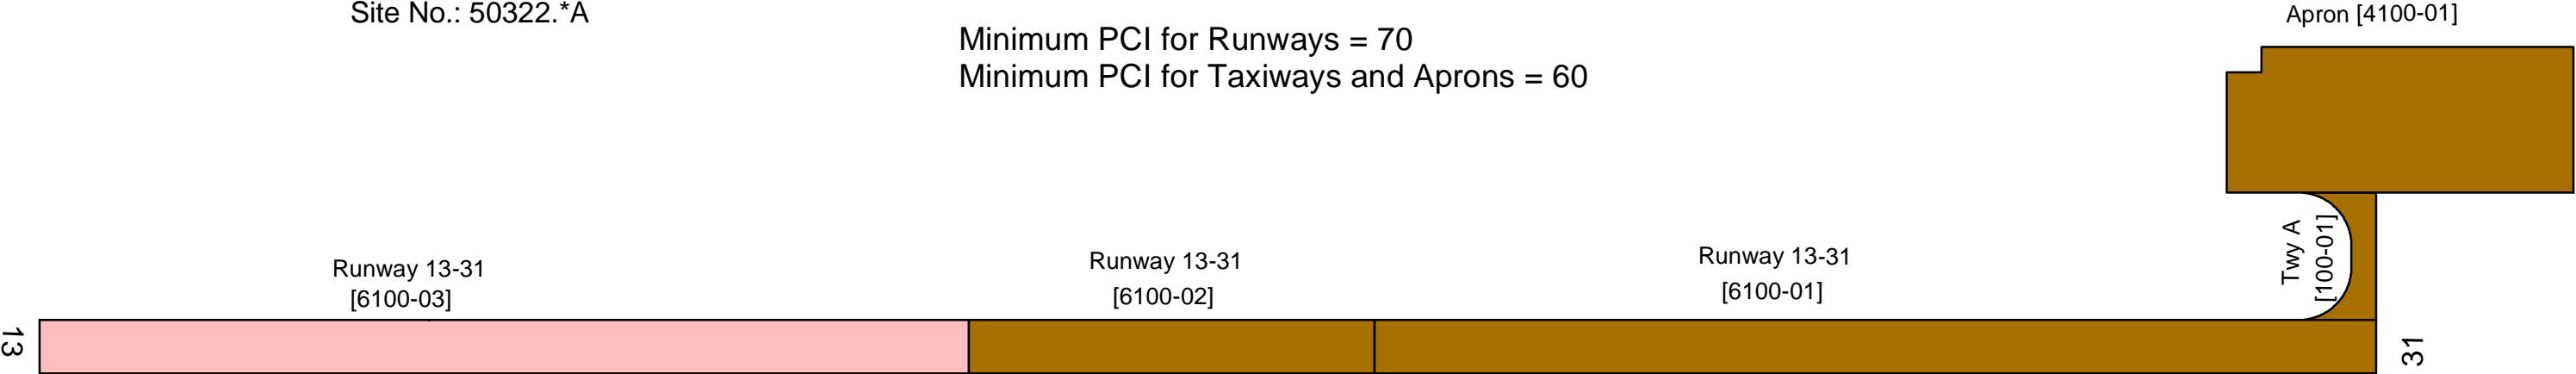 Site No.: 50322.*A
Minimum PCI for Runways = 70
Minimum PCI for Taxiways and Aprons = 60
Apron [4100-01]
Twy A
[100-01]
Runway 13-31
[6100-03]
Runway 13-31
[6100-02]
Runway 13-31
[6100-01]
13
31